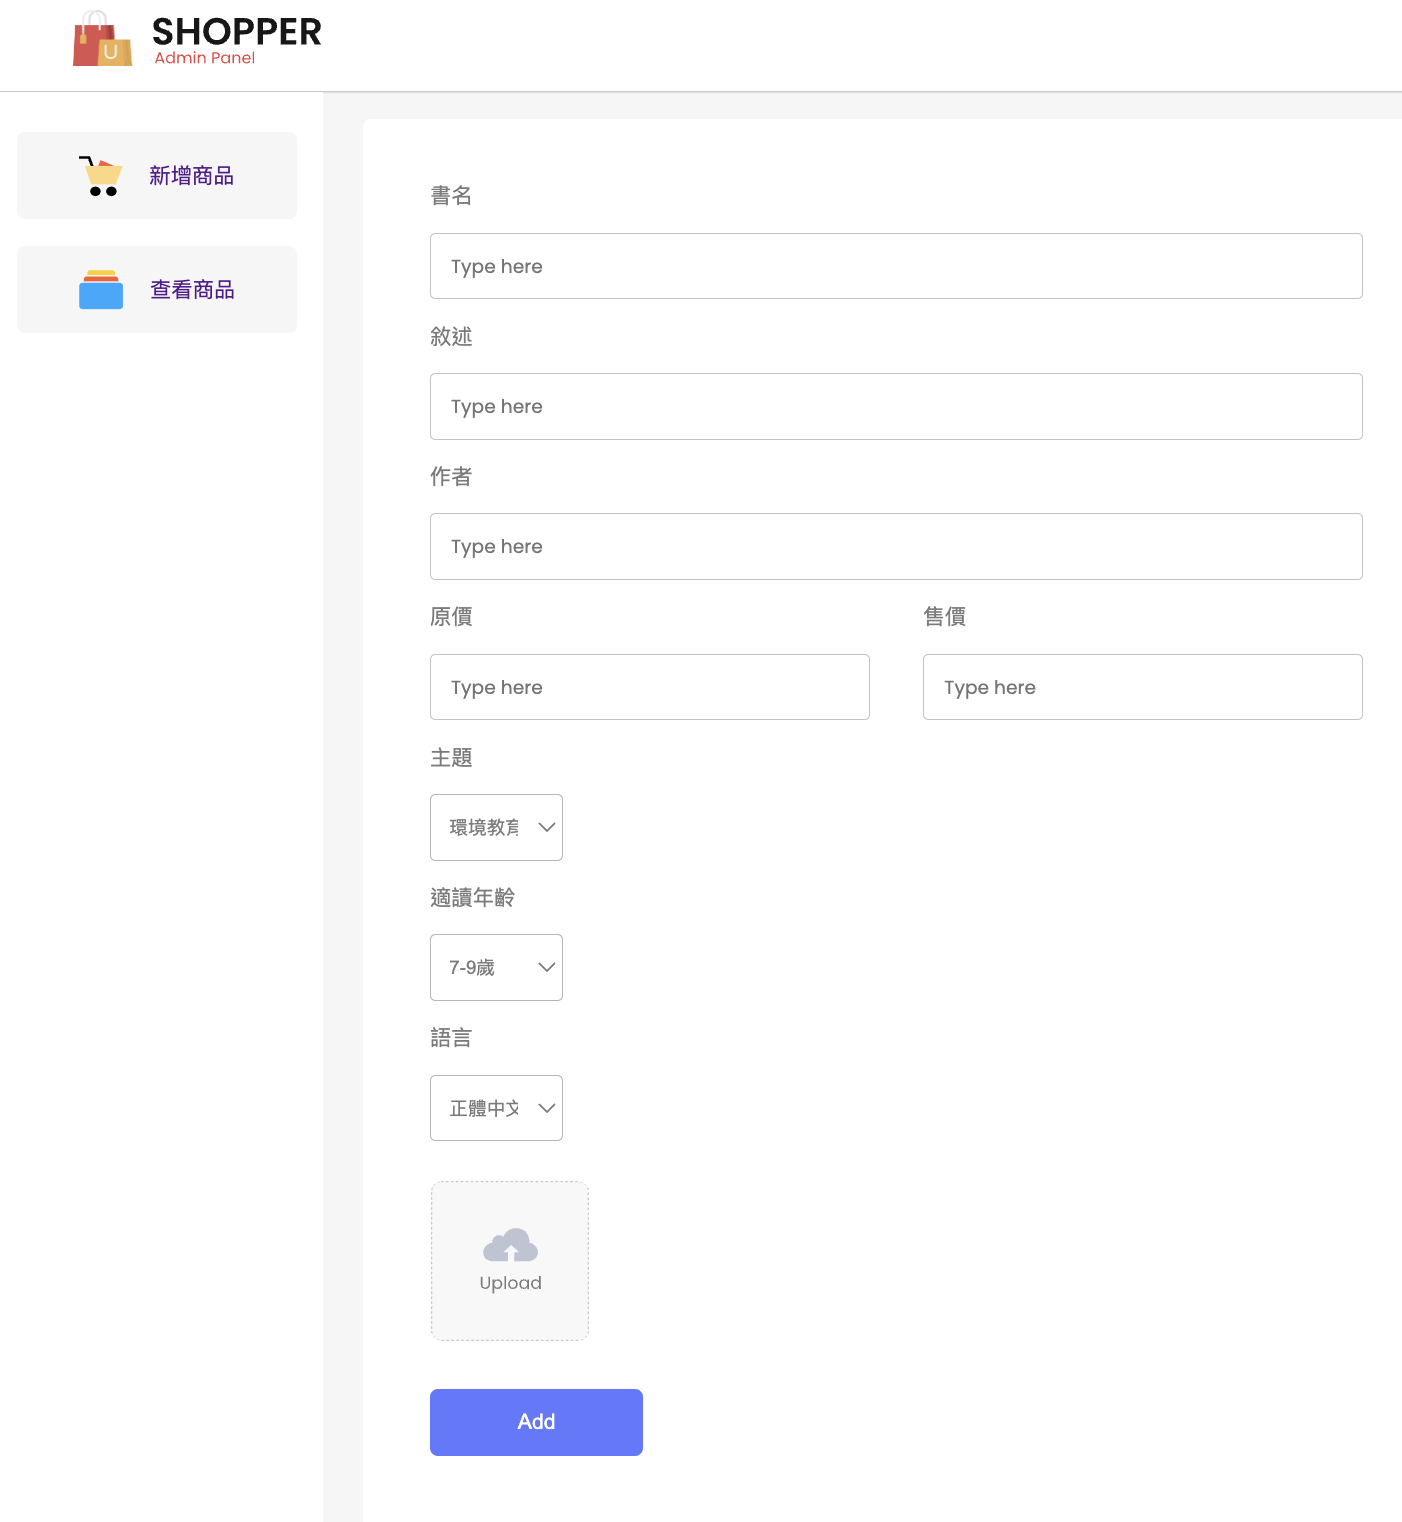 SHOPPER
Admin Panel
新增商品
查看商品
書名
Type here
敘述
Type here
作者
Type here
原價
售價
Type here
Type here
主題
環境教育
適讀年齡
7-9歲
語言
正體中文
Upload
Add